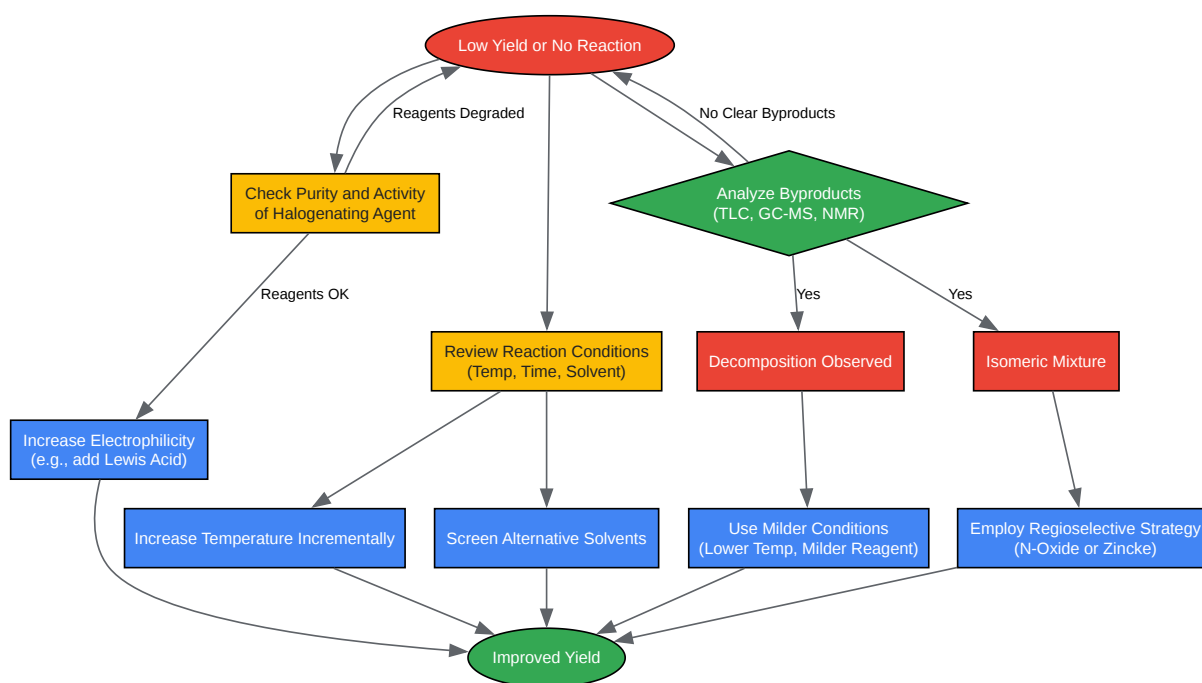 Low Yield or No Reaction
Reagents Degraded
No Clear Byproducts
Check Purity and Activity
of Halogenating Agent
Analyze Byproducts
(TLC, GC-MS, NMR)
Reagents OK
Yes
Yes
Review Reaction Conditions
(Temp, Time, Solvent)
Decomposition Observed
Isomeric Mixture
Increase Electrophilicity
(e.g., add Lewis Acid)
Increase Temperature Incrementally
Screen Alternative Solvents
Use Milder Conditions
(Lower Temp, Milder Reagent)
Employ Regioselective Strategy
(N-Oxide or Zincke)
Improved Yield